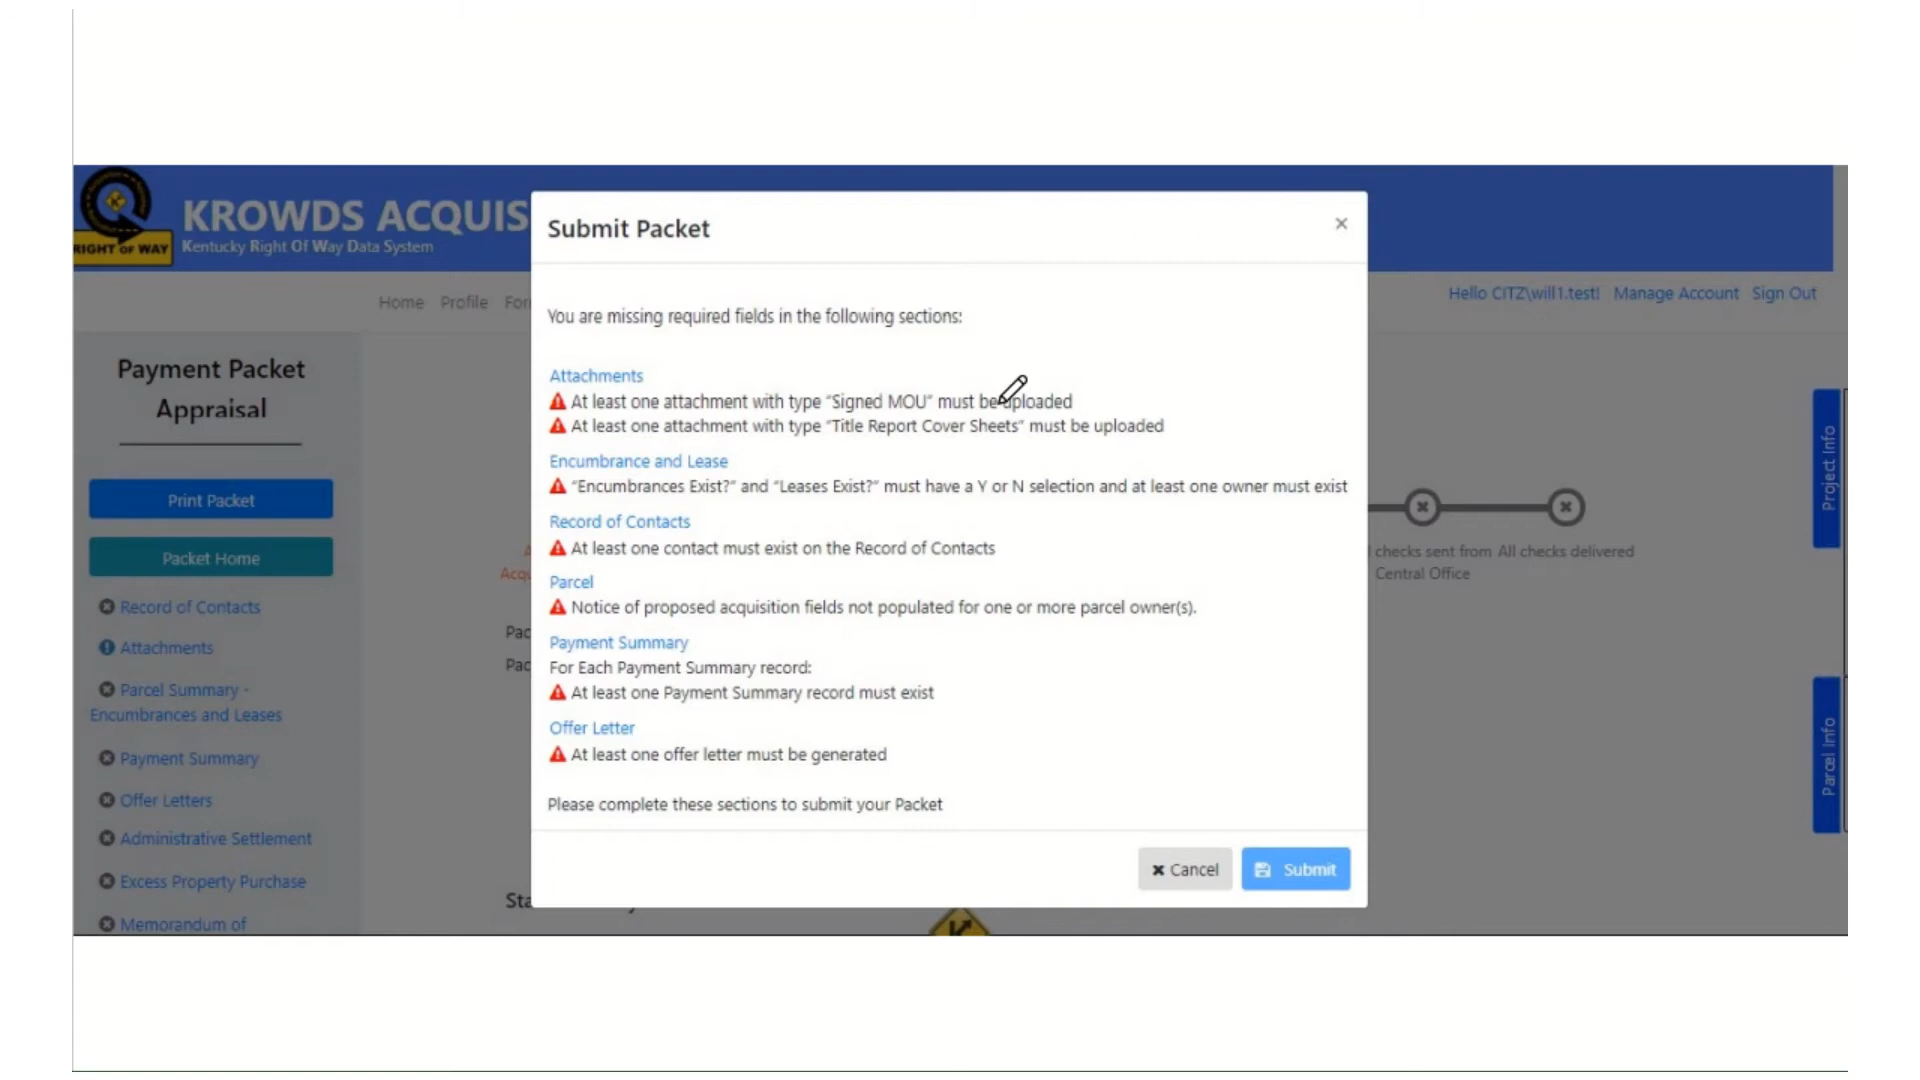 RIGHT OF WAY
KROWDS ACQUIS
Kentucky Right Of Way Data System
Home Profile
Hello CITZ\will1.test! Manage Account Sign Out
Payment Packet
Appraisal
Print Packet
Packet Home
Record of Contacts
Attachments
Parcel Summary -
Encumbrances and Leases
Payment Summary
Offer Letters
Administrative Settlement
Excess Property Purchase
Memorandum of
Submit Packet
You are missing required fields in the following sections:
Attachments
At least one attachment with type “Signed MOU” must be uploaded
At least one attachment with type “Title Report Cover Sheets” must be uploaded
Encumbrance and Lease
“Encumbrances Exist?” and “Leases Exist?” must have a Y or N selection and at least one owner must exist
Record of Contacts
At least one contact must exist on the Record of Contacts
Parcel
Notice of proposed acquisition fields not populated for one or more parcel owner(s).
Payment Summary
For Each Payment Summary record:
At least one Payment Summary record must exist
Offer Letter
At least one offer letter must be generated
Please complete these sections to submit your Packet
Cancel
Submit
checks sent from
Central Office
All checks delivered
Project Info
Parcel Info